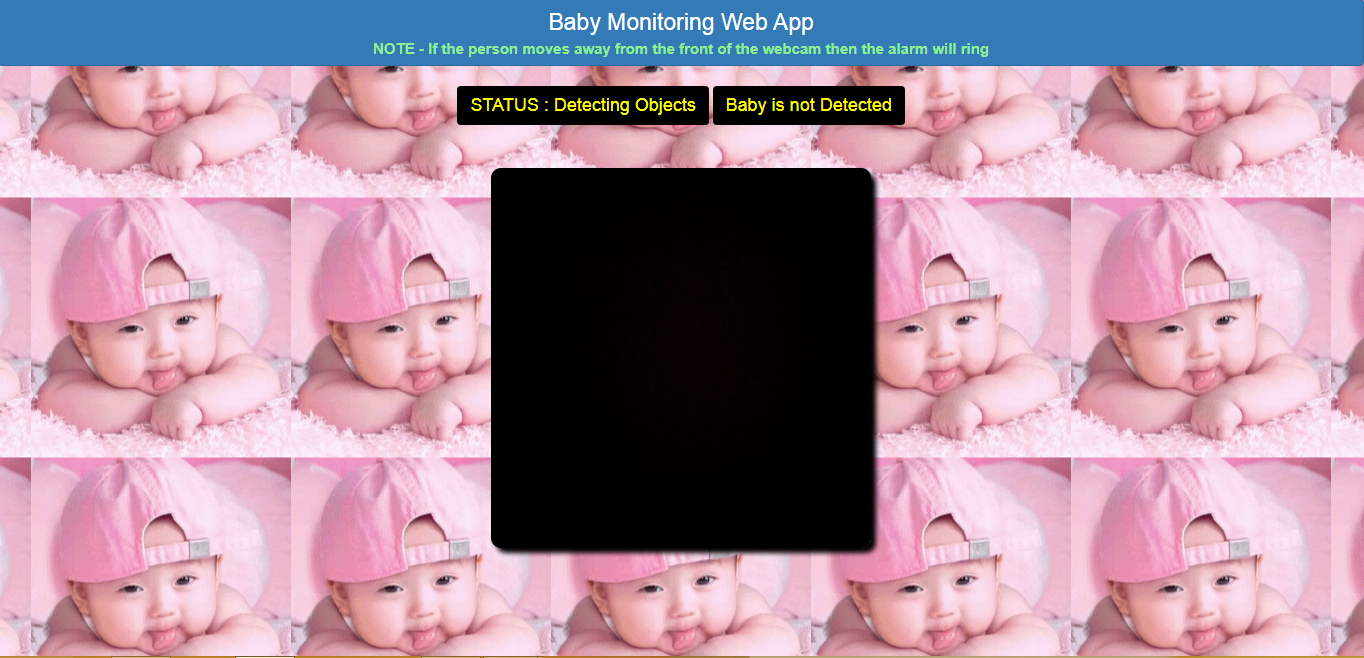 Baby Monitoring Web App
NOTE - If the person moves away from the front of the webcam then the alarm will ring
STATUS : Detecting Objects Baby is not Detected